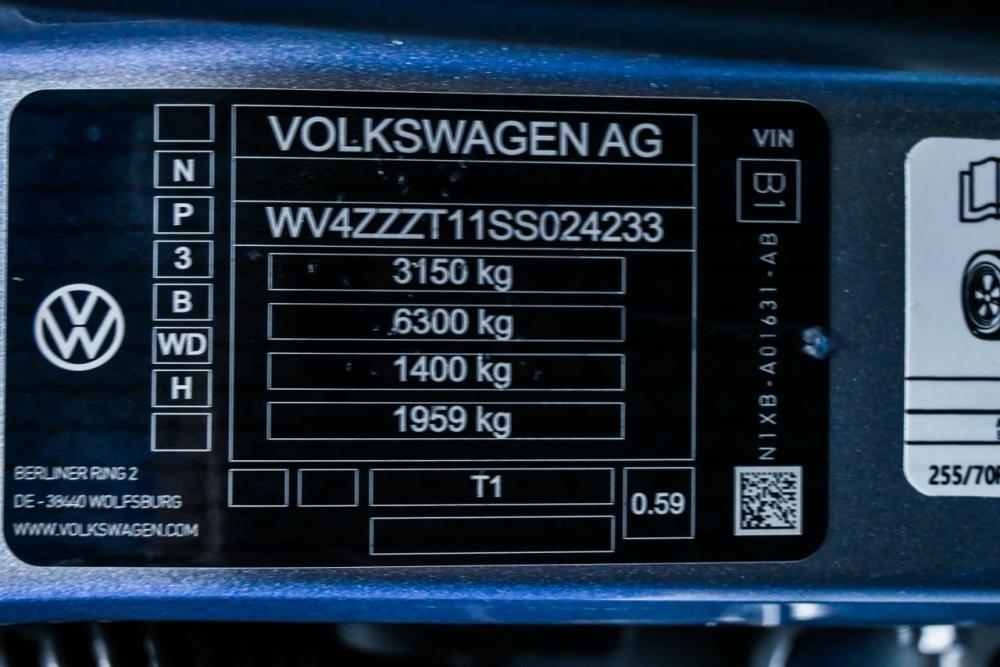 VOLKSWAGEN AG
WV4ZZZT11SS024233
3150 kg
6300 kg
1400 kg
1959 kg
T1
0.59
N
P
3
B
WD
H
BERLINER RING 2
DE - 38440 WOLFSBURG
WWW.VOLKSWAGEN.COM
VIN
B1
N1XB-A01631-AB
255/70R